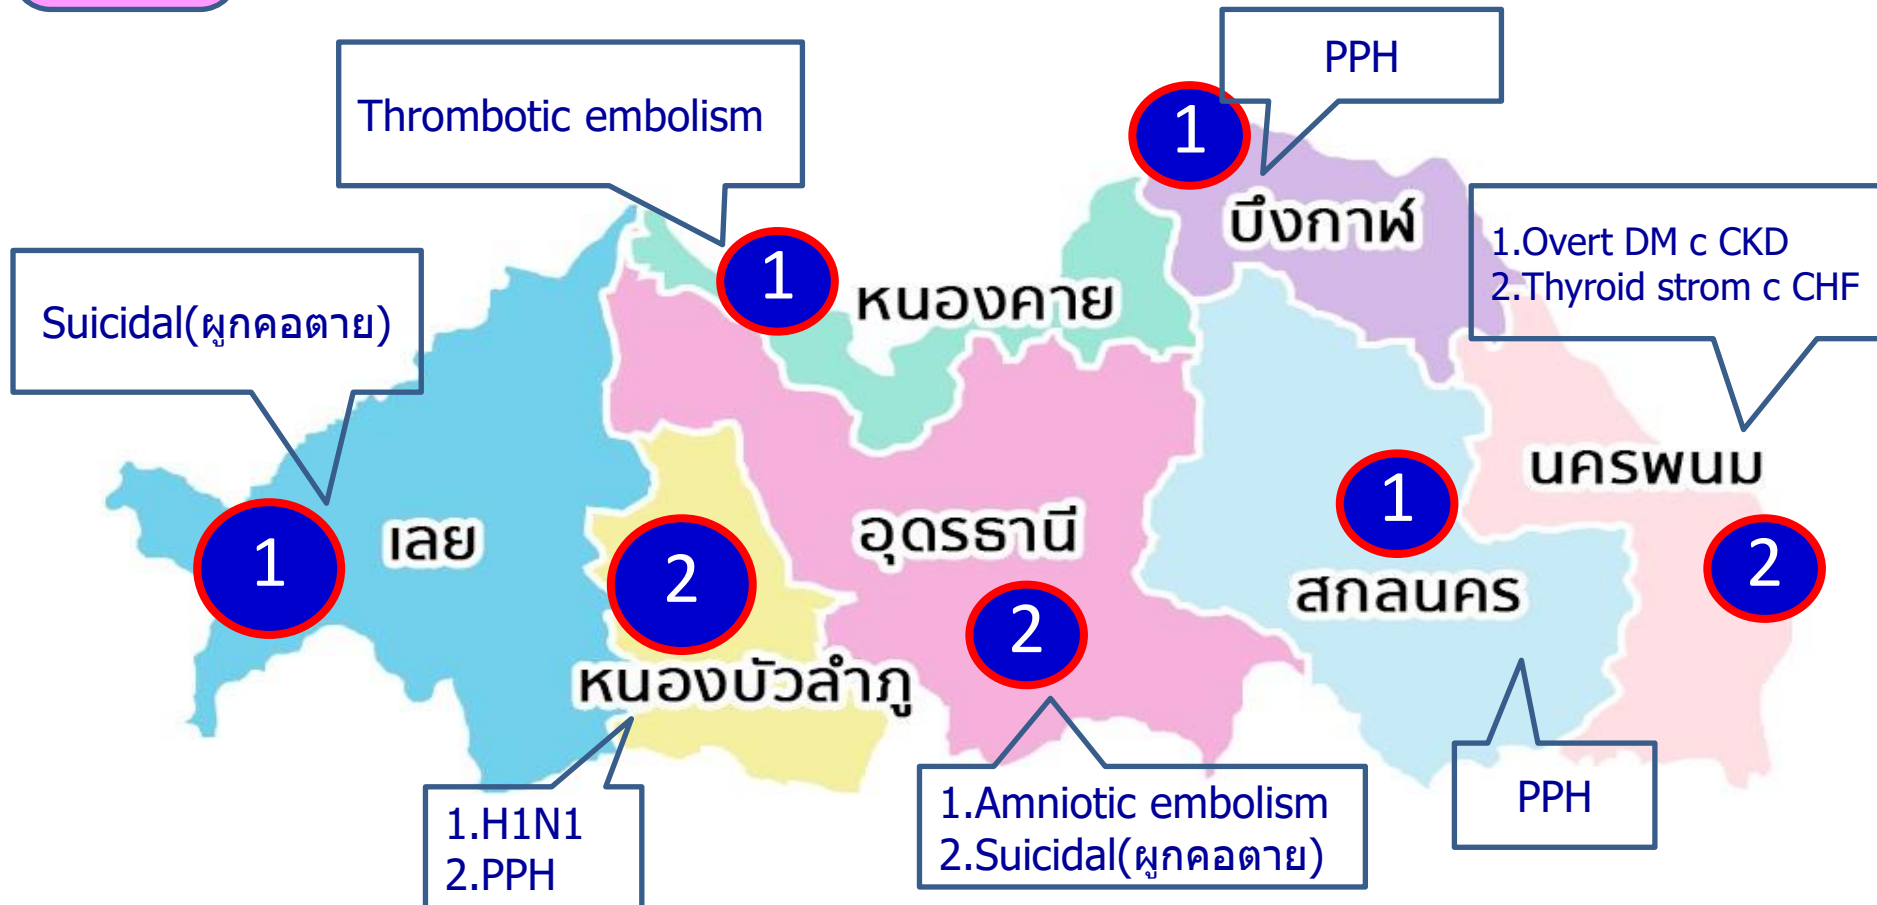 PPH
1
Thrombotic embolism
บึงกาฬ
1.Overt DM c CKD
2.Thyroid strom c CHF
1
หนองคาย
Suicidal(ผูกคอตาย)
นครพนม
1
เลย
1
2
อุดรธานี
2
สกลนคร
2
หนองบัวลำภู
1.H1N1
2.PPH
1.Amniotic embolism
2.Suicidal(ผูกคอตาย)
PPH